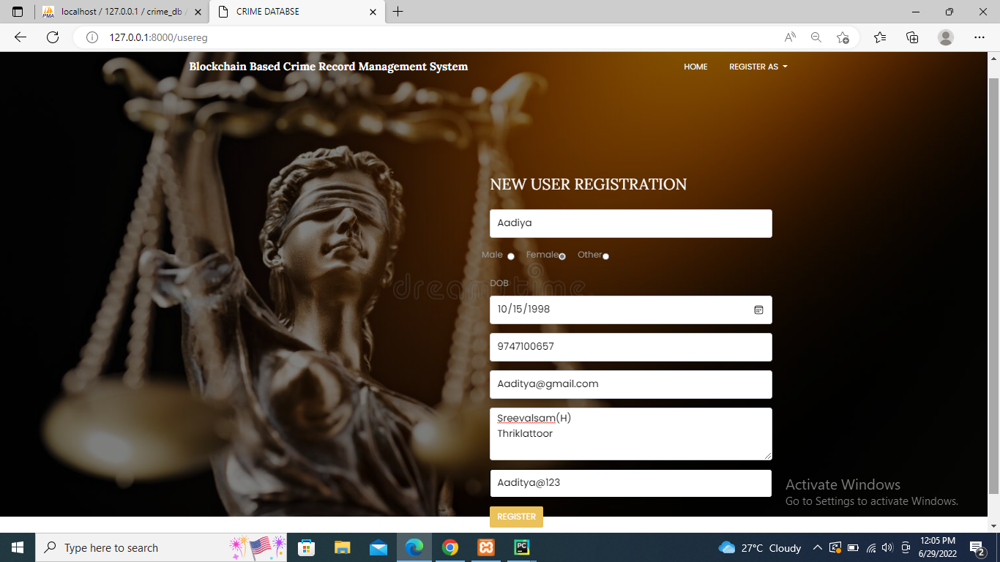 localhost / 127.0.0.1 / crime_db /
CRIME DATABSE
127.0.0.1:8000/usereg
Blockchain Based Crime Record Management System
HOME
REGISTER AS
NEW USER REGISTRATION
Aadiya
Male Female Other
dreamstime
DOB
10/15/1998
9747100657
Aaditya@gmail.com
Sreevalsam(H)
Thriklattoor
Aaditya@123
REGISTER
Activate Windows
Go to Settings to activate Windows.
Type here to search
27°C Cloudy
12:05 PM
6/29/2022
2
PMA
PC